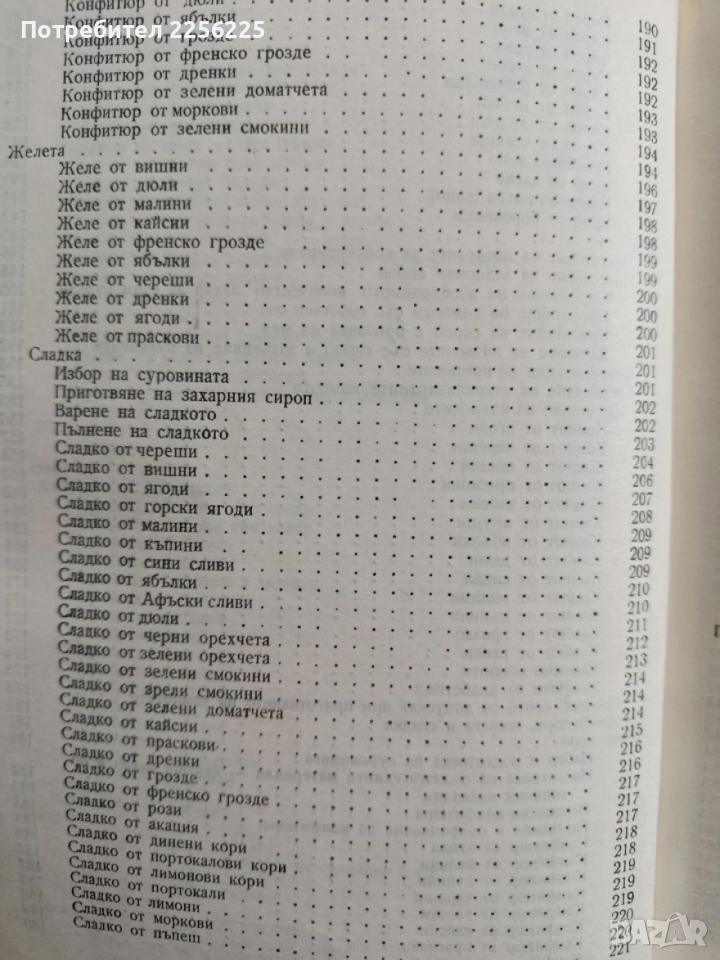 Конфитюр от дюли 190
Потребител 2256225
Конфитюр от ябълки 191
Конфитюр от грозде 192
Конфитюр от френско грозде 192
Конфитюр от дренки 192
Конфитюр от зелени доматчета 193
Конфитюр от моркови 193
Конфитюр от зелени смокини 194
Желета 194
Желе от вишни 196
Желе от дюли 197
Желе от малини 198
Желе от кайсии 198
Желе от френско грозде 199
Желе от ябълки 199
Желе от череши 200
Желе от дренки 200
Желе от ягоди 200
Желе от праскови 201
Сладка 201
Избор на суровината 201
Приготвяне на захарния сироп 202
Варене на сладкото 202
Пълнене на сладкото 203
Сладко от череши 204
Сладко от вишни 206
Сладко от ягоди 207
Сладко от горски ягоди 208
Сладко от малини 209
Сладко от къпини 209
Сладко от сини сливи 209
Сладко от ябълки 210
Сладко от Афъски сливи 210
Сладко от дюли 211
Сладко от черни орехчета 212
Сладко от зелени орехчета 213
Сладко от зелени смокини 214
Сладко от зрели смокини 214
Сладко от зелени доматчета 214
Сладко от кайсии 215
Сладко от праскови 216
Сладко от дренки 216
Сладко от грозде 217
Сладко от френско грозде 217
Сладко от рози 217
Сладко от акация 218
Сладко от динени кори 218
Сладко от портокалови кори 219
Сладко от лимонови кори 219
Сладко от портокали 219
Сладко от лимони 220
Сладко от моркови 220
Сладко от пъпеш 221
BAZAR